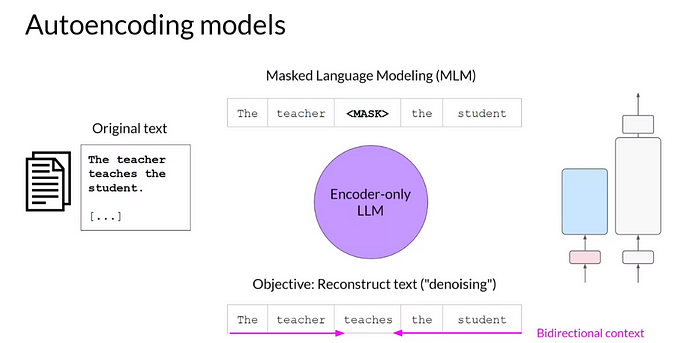 Autoencoding models
Masked Language Modeling (MLM)
The teacher <MASK> the student
Original text
The teacher
teaches the
student.
[...]
Encoder-only
LLM
Objective: Reconstruct text ("denoising")
The teacher teaches the student
Bidirectional context